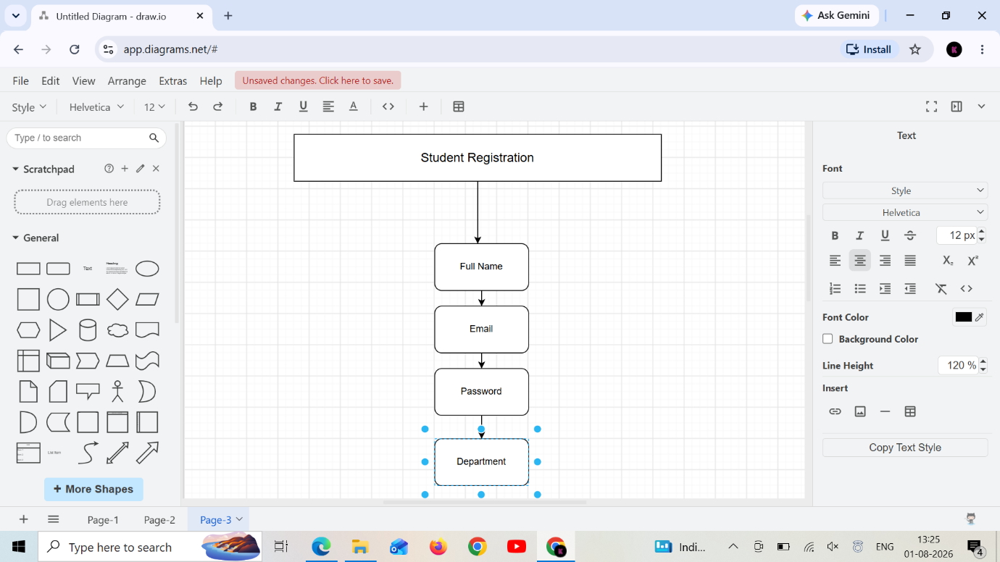 Untitled Diagram - draw.io
Ask Gemini
app.diagrams.net/#
Install
File Edit View Arrange Extras Help Unsaved changes. Click here to save.
Style Helvetica 12 B I U A
Type / to search
Scratchpad
Drag elements here
General
Text
Heading
List Item
+ More Shapes
Student Registration
Full Name
Email
Password
Department
Text
Font
Style
Helvetica
B I U S 12 px
Font Color
Background Color
Line Height 120 %
Insert
Copy Text Style
Page-1 Page-2 Page-3
Type here to search
Indi...
ENG
13:25
01-08-2026
4